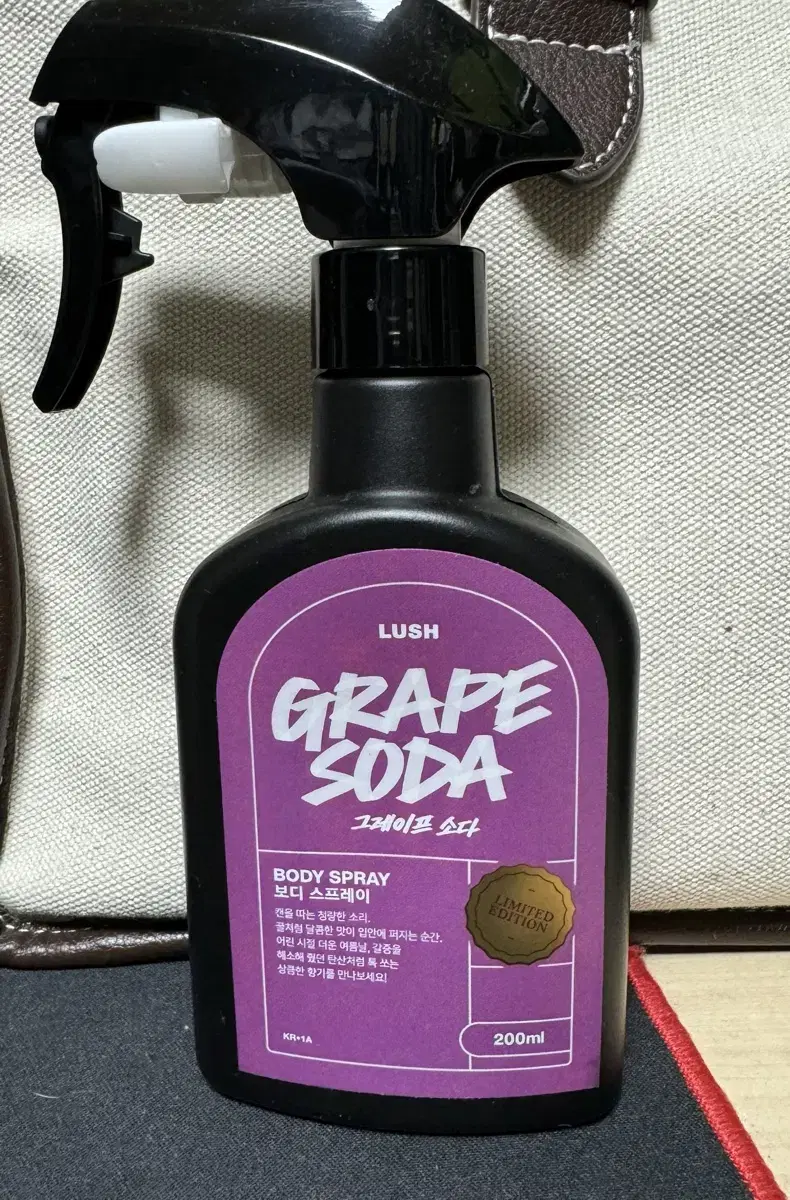 LUSH
GRAPE
SODA
그레이프 소다
BODY SPRAY
보디 스프레이
캔을 따는 청량한 소리.
꿀처럼 달콤한 맛이 입안에 퍼지는 순간.
어린 시절 더운 여름날, 갈증을
해소해 줬던 탄산처럼 톡 쏘는
상큼한 향기를 만나보세요!
LIMITED
EDITION
KR•1A
200ml